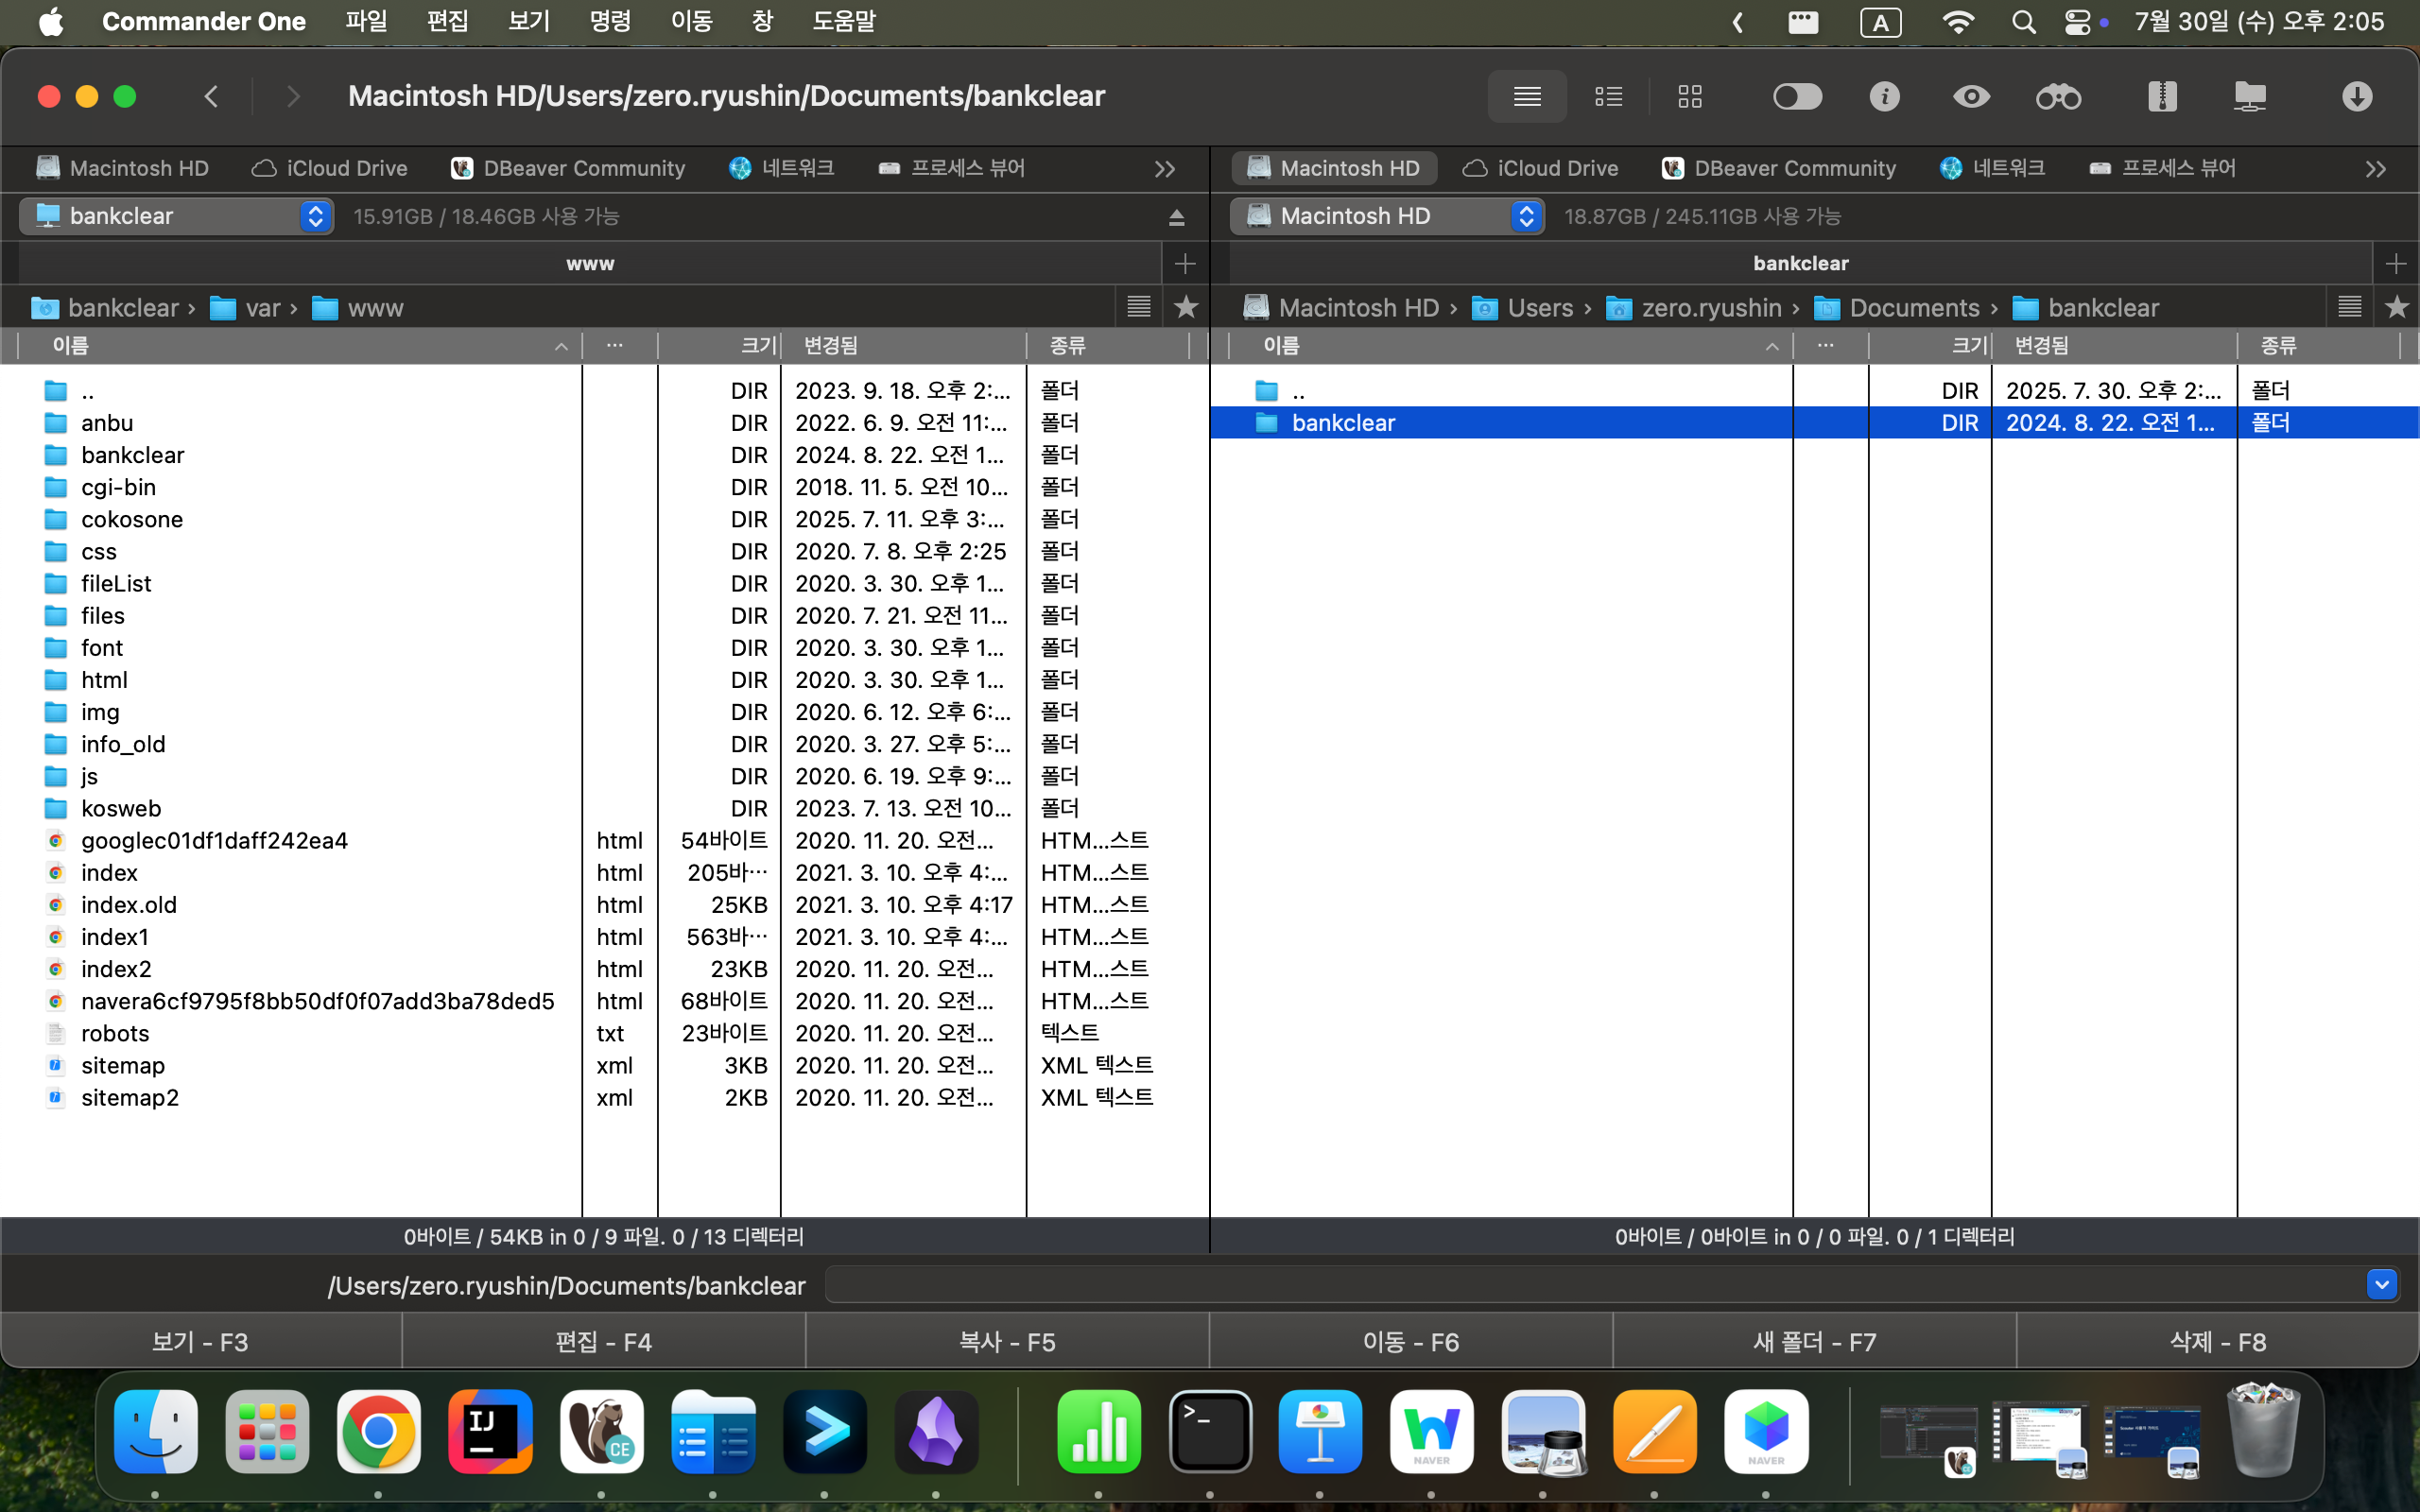 Commander One 파일 편집 보기 명령 이동 창 도움말 A 7월 30일 (수) 오후 2:05
Macintosh HD/Users/zero.ryushin/Documents/bankclear
Macintosh HD iCloud Drive DBeaver Community 네트워크 프로세스 뷰어 >>
Macintosh HD iCloud Drive DBeaver Community 네트워크 프로세스 뷰어 >>
bankclear 15.91GB / 18.46GB 사용 가능
Macintosh HD 18.87GB / 245.11GB 사용 가능
www
bankclear
bankclear › var › www
Macintosh HD › Users › zero.ryushin › Documents › bankclear
이름 ... 크기 변경됨 종류
이름 ... 크기 변경됨 종류
.. DIR 2023. 9. 18. 오후 2:... 폴더
anbu DIR 2022. 6. 9. 오전 11:... 폴더
bankclear DIR 2024. 8. 22. 오전 1... 폴더
cgi-bin DIR 2018. 11. 5. 오전 10... 폴더
cokosone DIR 2025. 7. 11. 오후 3:... 폴더
css DIR 2020. 7. 8. 오후 2:25 폴더
fileList DIR 2020. 3. 30. 오후 1... 폴더
files DIR 2020. 7. 21. 오전 11... 폴더
font DIR 2020. 3. 30. 오후 1... 폴더
html DIR 2020. 3. 30. 오후 1... 폴더
img DIR 2020. 6. 12. 오후 6:... 폴더
info_old DIR 2020. 3. 27. 오후 5:... 폴더
js DIR 2020. 6. 19. 오후 9:... 폴더
kosweb DIR 2023. 7. 13. 오전 10... 폴더
googlec01df1daff242ea4 html 54바이트 2020. 11. 20. 오전... HTM...스트
index html 205바... 2021. 3. 10. 오후 4:... HTM...스트
index.old html 25KB 2021. 3. 10. 오후 4:17 HTM...스트
index1 html 563바... 2021. 3. 10. 오후 4:... HTM...스트
index2 html 23KB 2020. 11. 20. 오전... HTM...스트
navera6cf9795f8bb50df0f07add3ba78ded5 html 68바이트 2020. 11. 20. 오전... HTM...스트
robots txt 23바이트 2020. 11. 20. 오전... 텍스트
sitemap xml 3KB 2020. 11. 20. 오전... XML 텍스트
sitemap2 xml 2KB 2020. 11. 20. 오전... XML 텍스트
.. DIR 2025. 7. 30. 오후 2:... 폴더
bankclear DIR 2024. 8. 22. 오전 1... 폴더
0바이트 / 54KB in 0 / 9 파일. 0 / 13 디렉터리
0바이트 / 0바이트 in 0 / 0 파일. 0 / 1 디렉터리
/Users/zero.ryushin/Documents/bankclear
보기 - F3 편집 - F4 복사 - F5 이동 - F6 새 폴더 - F7 삭제 - F8
IJ CE >_ NAVER NAVER